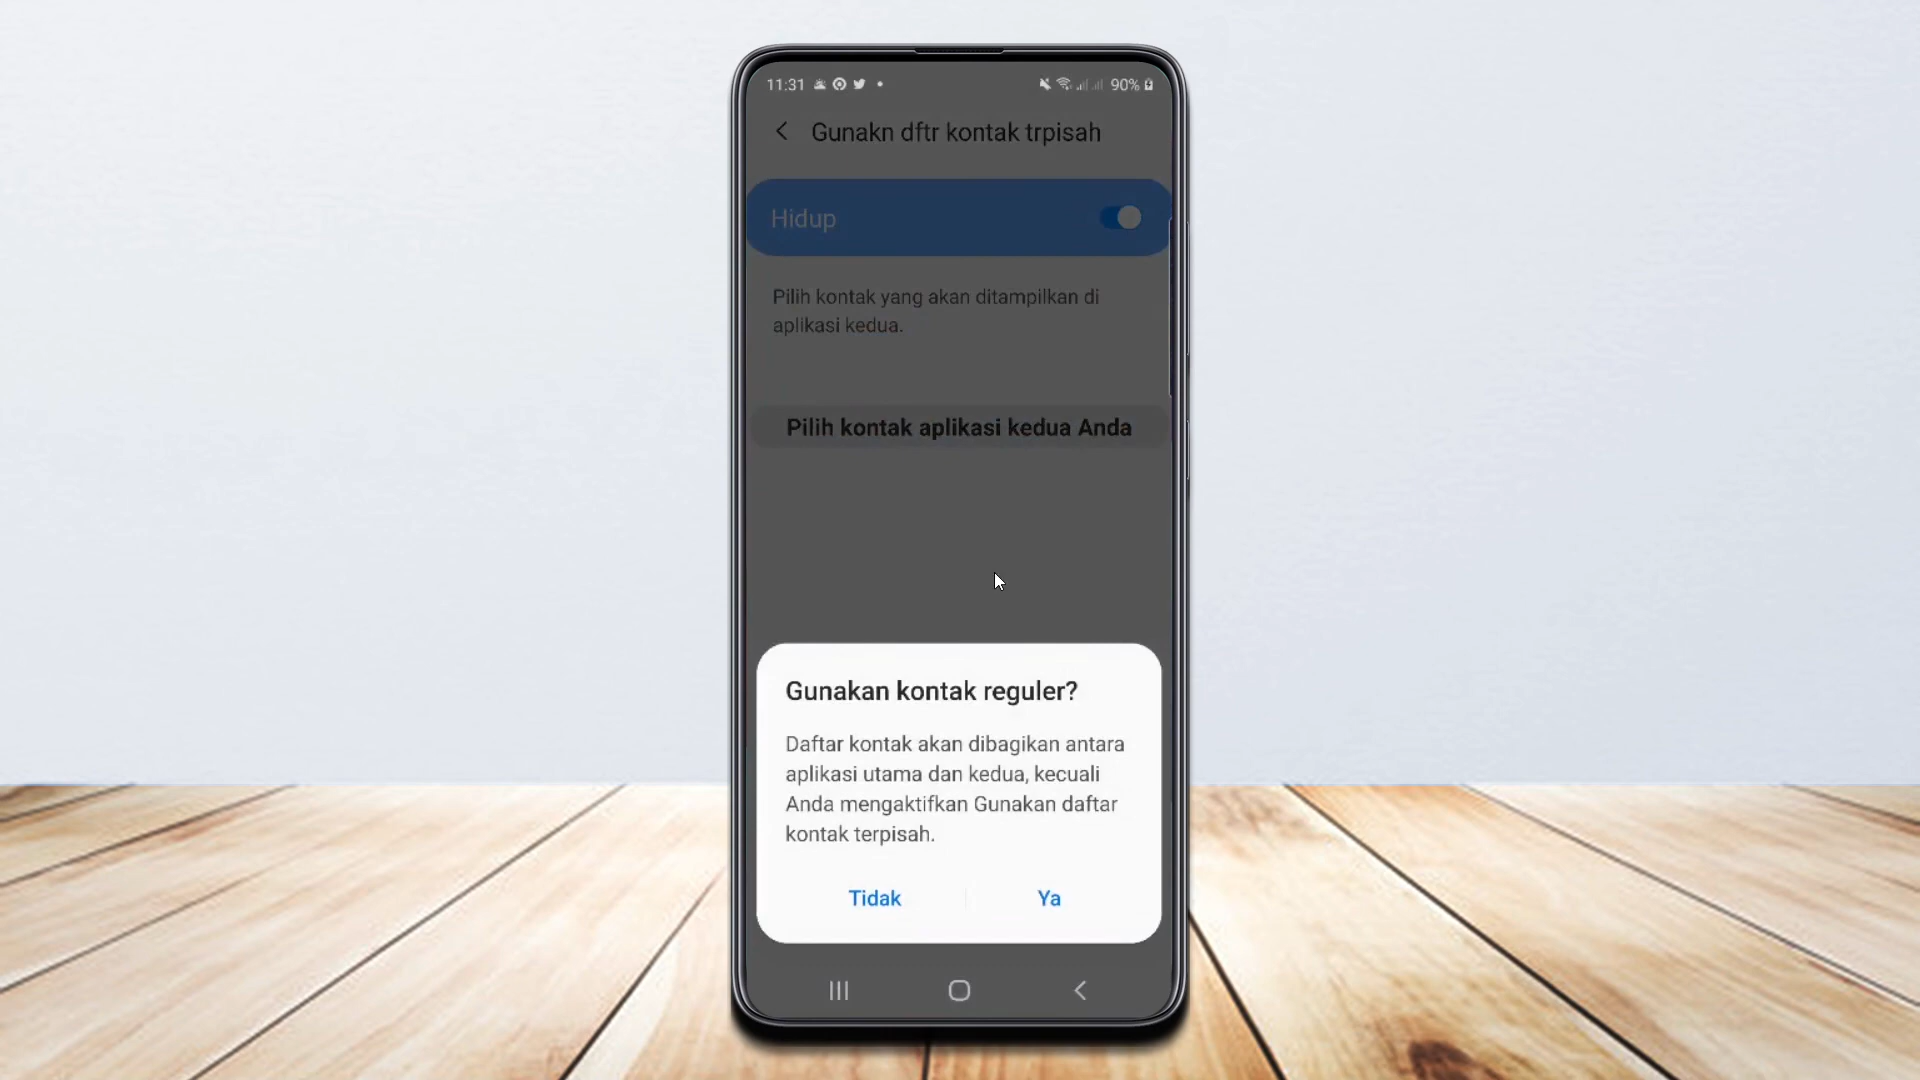 11:31 90%
Gunakn dftr kontak trpisah
Hidup
Pilih kontak yang akan ditampilkan di
aplikasi kedua.
Pilih kontak aplikasi kedua Anda
Gunakan kontak reguler?
Daftar kontak akan dibagikan antara
aplikasi utama dan kedua, kecuali
Anda mengaktifkan Gunakan daftar
kontak terpisah.
Tidak Ya